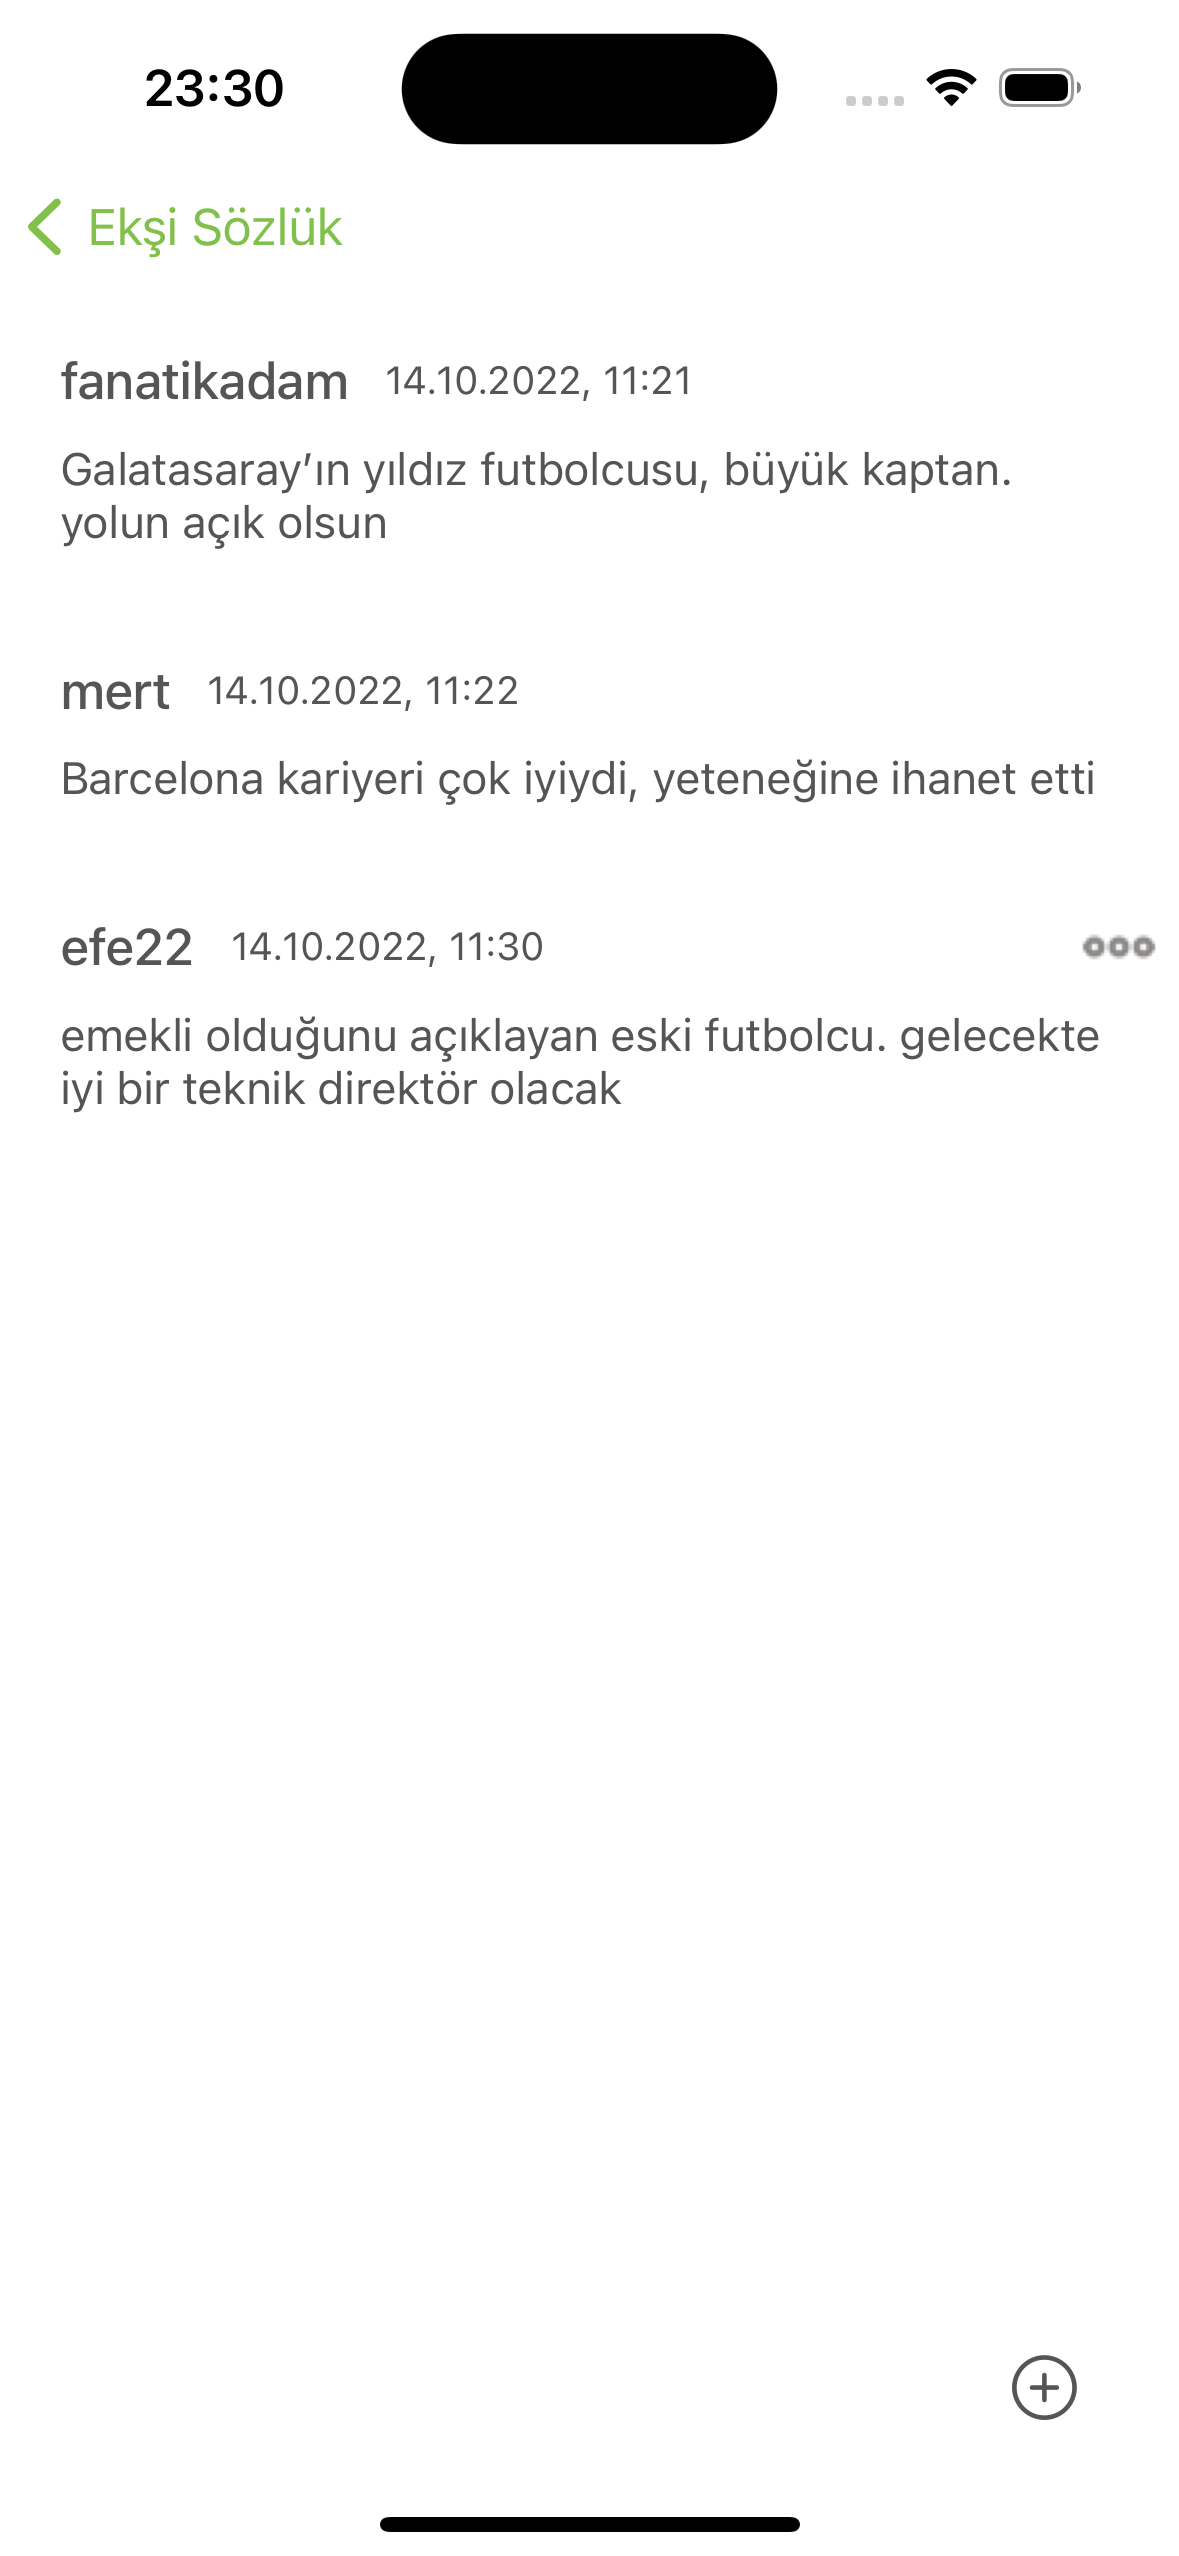 23:30
Ekşi Sözlük
fanatikadam 14.10.2022, 11:21
Galatasaray’ın yıldız futbolcusu, büyük kaptan.
yolun açık olsun
mert 14.10.2022, 11:22
Barcelona kariyeri çok iyiydi, yeteneğine ihanet etti
efe22 14.10.2022, 11:30
emekli olduğunu açıklayan eski futbolcu. gelecekte
iyi bir teknik direktör olacak